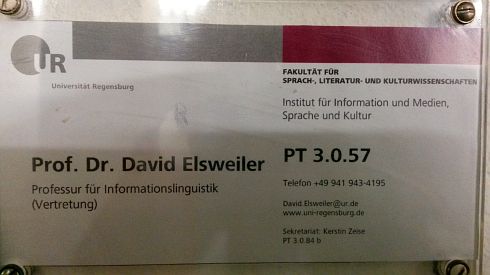 UR
Universität Regensburg
FAKULTÄT FÜR
SPRACH-, LITERATUR- UND KULTURWISSENSCHAFTEN
Institut für Information und Medien,
Sprache und Kultur
Prof. Dr. David Elsweiler
Professur für Informationslinguistik
(Vertretung)
PT 3.0.57
Telefon +49 941 943-4195
David.Elsweiler@ur.de
www.uni-regensburg.de
Sekretariat: Kerstin Zeise
PT 3.0.84 b